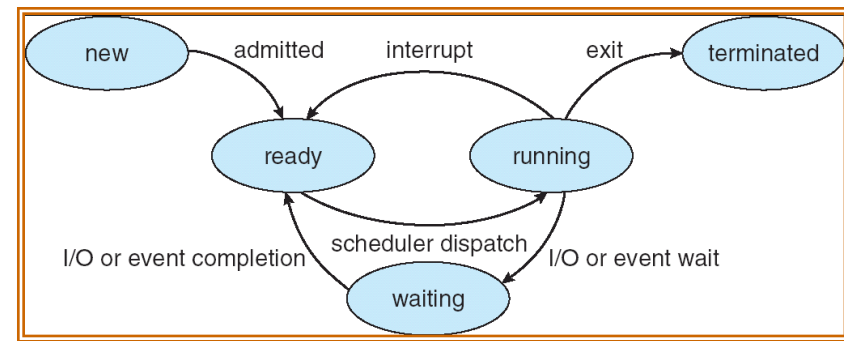 new
admitted
interrupt
exit
terminated
ready
running
scheduler dispatch
I/O or event completion
I/O or event wait
waiting